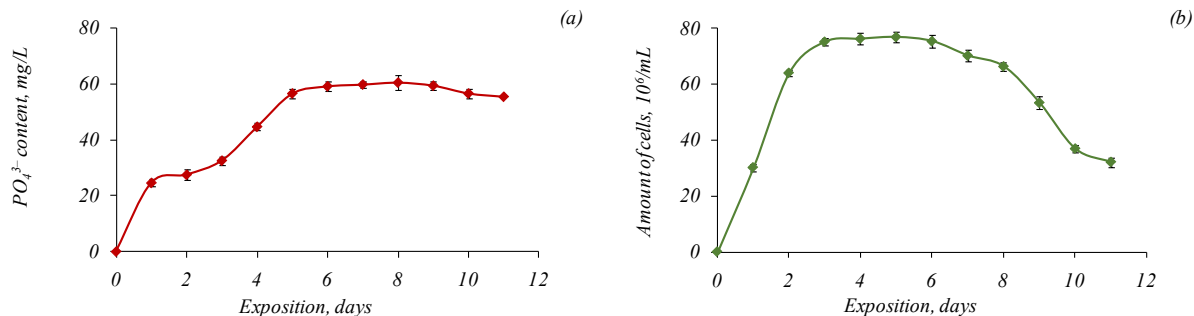 (a)
PO₄³⁻ content, mg/L
80
60
40
20
0
0 2 4 6 8 10 12
Exposition, days
(b)
Amount of cells, 10⁶/mL
80
60
40
20
0
0 2 4 6 8 10 12
Exposition, days